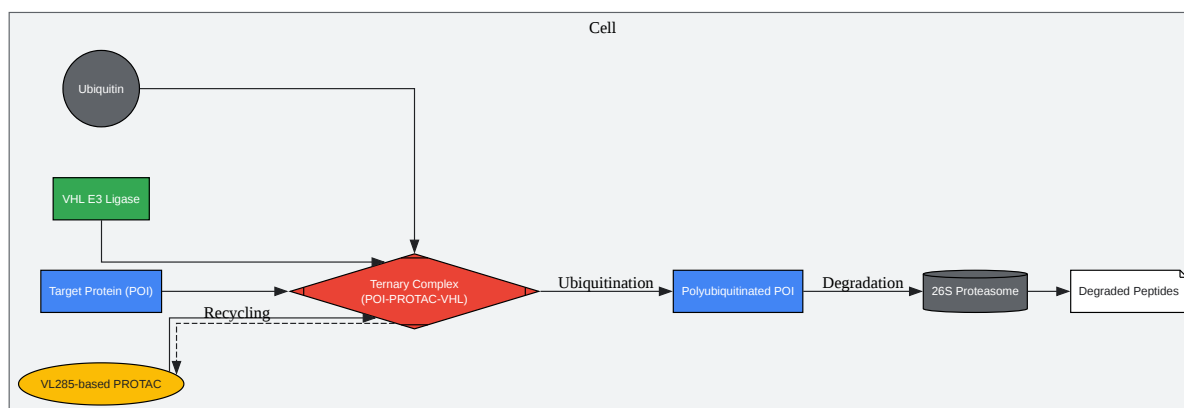 Cell
Ubiquitin
VHL E3 Ligase
Target Protein (POI)
VL285-based PROTAC
Recycling
Ternary Complex
(POI-PROTAC-VHL)
Ubiquitination
Polyubiquitinated POI
Degradation
26S Proteasome
Degraded Peptides